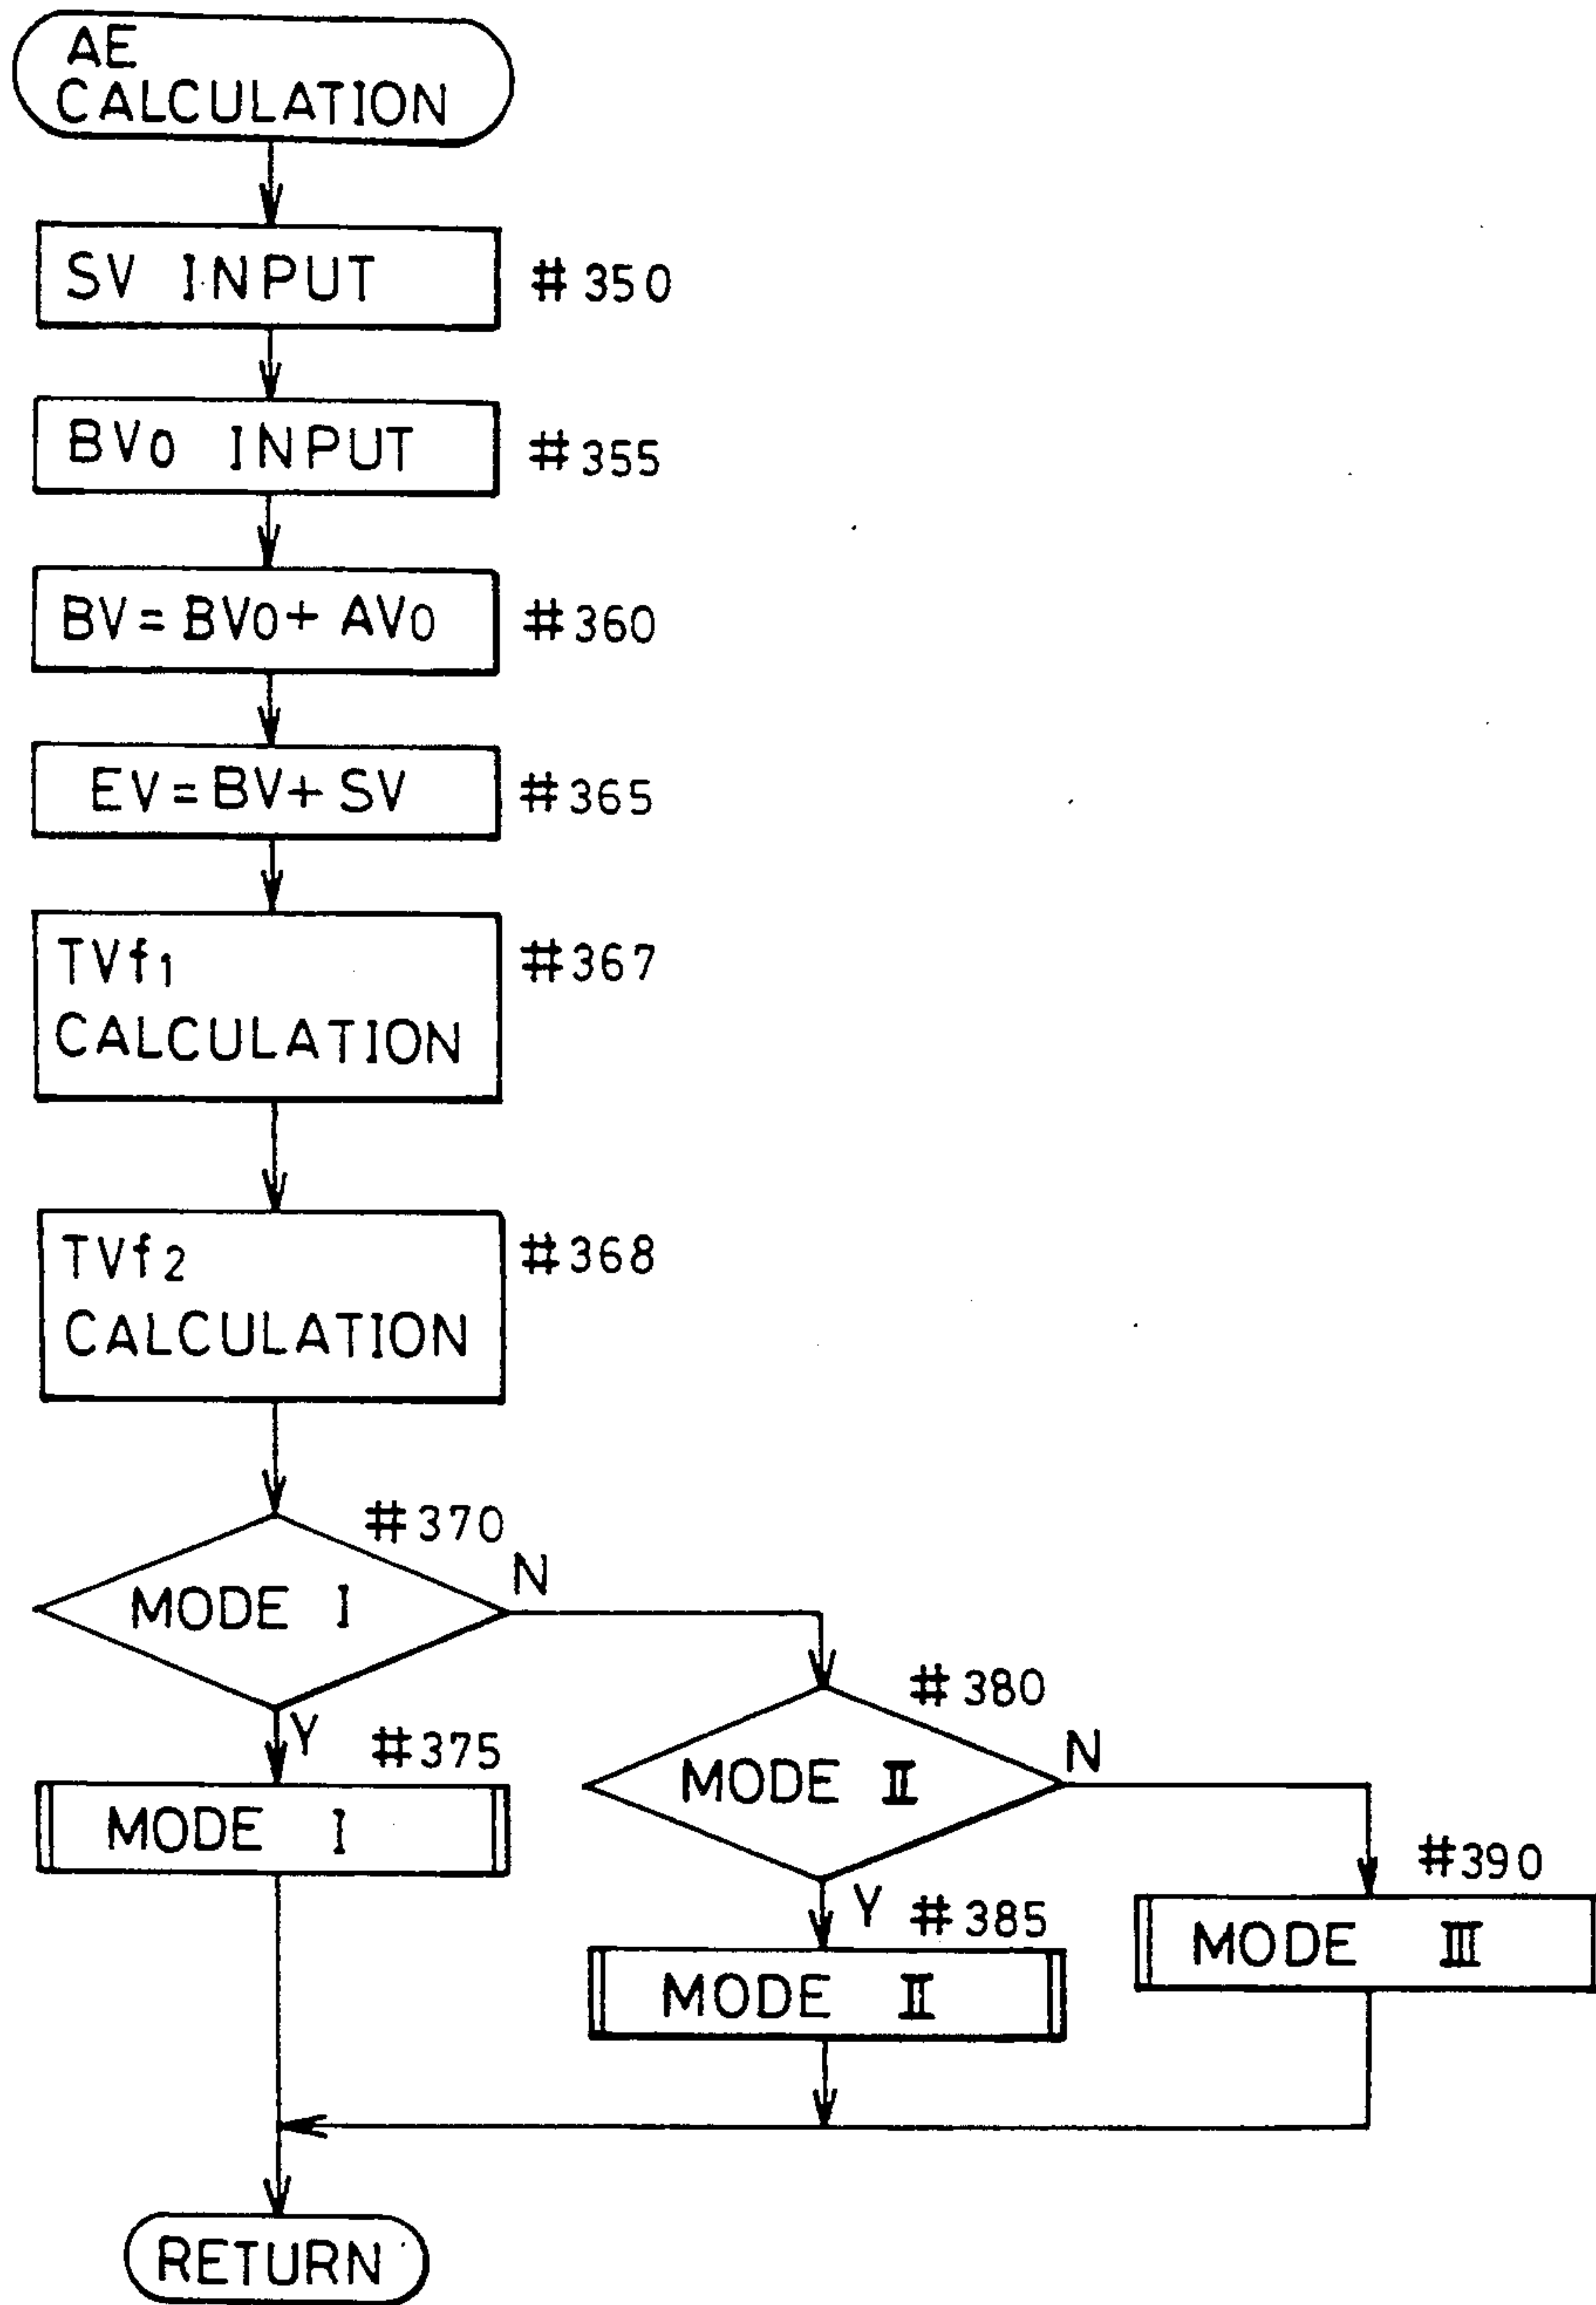 AE
CALCULATION
SV INPUT #350
BV0 INPUT #355
BV=BV0+AV0 #360
EV=BV+SV #365
TVf1 #367
CALCULATION
TVf2 #368
CALCULATION
#370
MODE I
N
Y
#375
MODE I
#380
MODE II
N
Y
#385
MODE II
#390
MODE III
RETURN